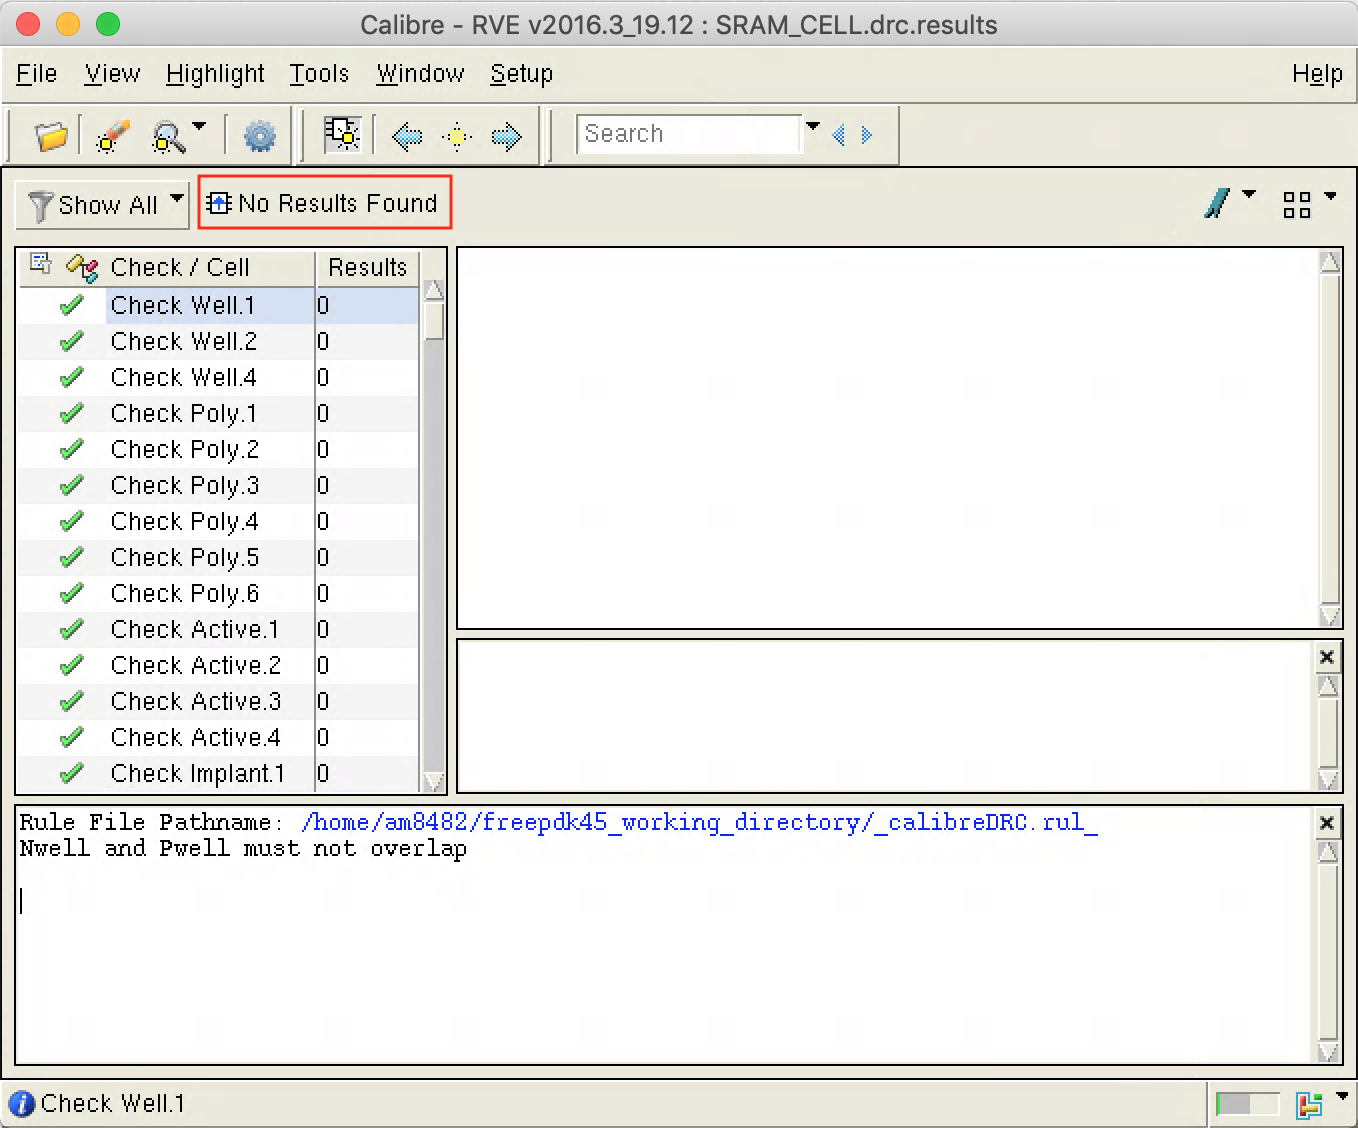 Calibre - RVE v2016.3_19.12 : SRAM_CELL.drc.results
File View Highlight Tools Window Setup Help
Search
Show All No Results Found
Check / Cell Results
Check Well.1 0
Check Well.2 0
Check Well.4 0
Check Poly.1 0
Check Poly.2 0
Check Poly.3 0
Check Poly.4 0
Check Poly.5 0
Check Poly.6 0
Check Active.1 0
Check Active.2 0
Check Active.3 0
Check Active.4 0
Check Implant.1 0
Rule File Pathname: /home/am8482/freepdk45_working_directory/_calibreDRC.rul_
Nwell and Pwell must not overlap
Check Well.1